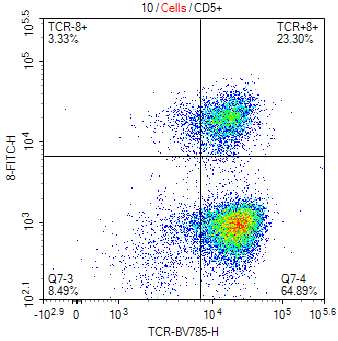 10 / Cells / CD5+
TCR-8+
3.33%
TCR+8+
23.30%
Q7-3
8.49%
Q7-4
64.89%
8-FITC-H
10^5.5
10^5
10^4
10^3
10^2.1
-10^2.9 0 10^3 10^4 10^5 10^5.6
TCR-BV785-H